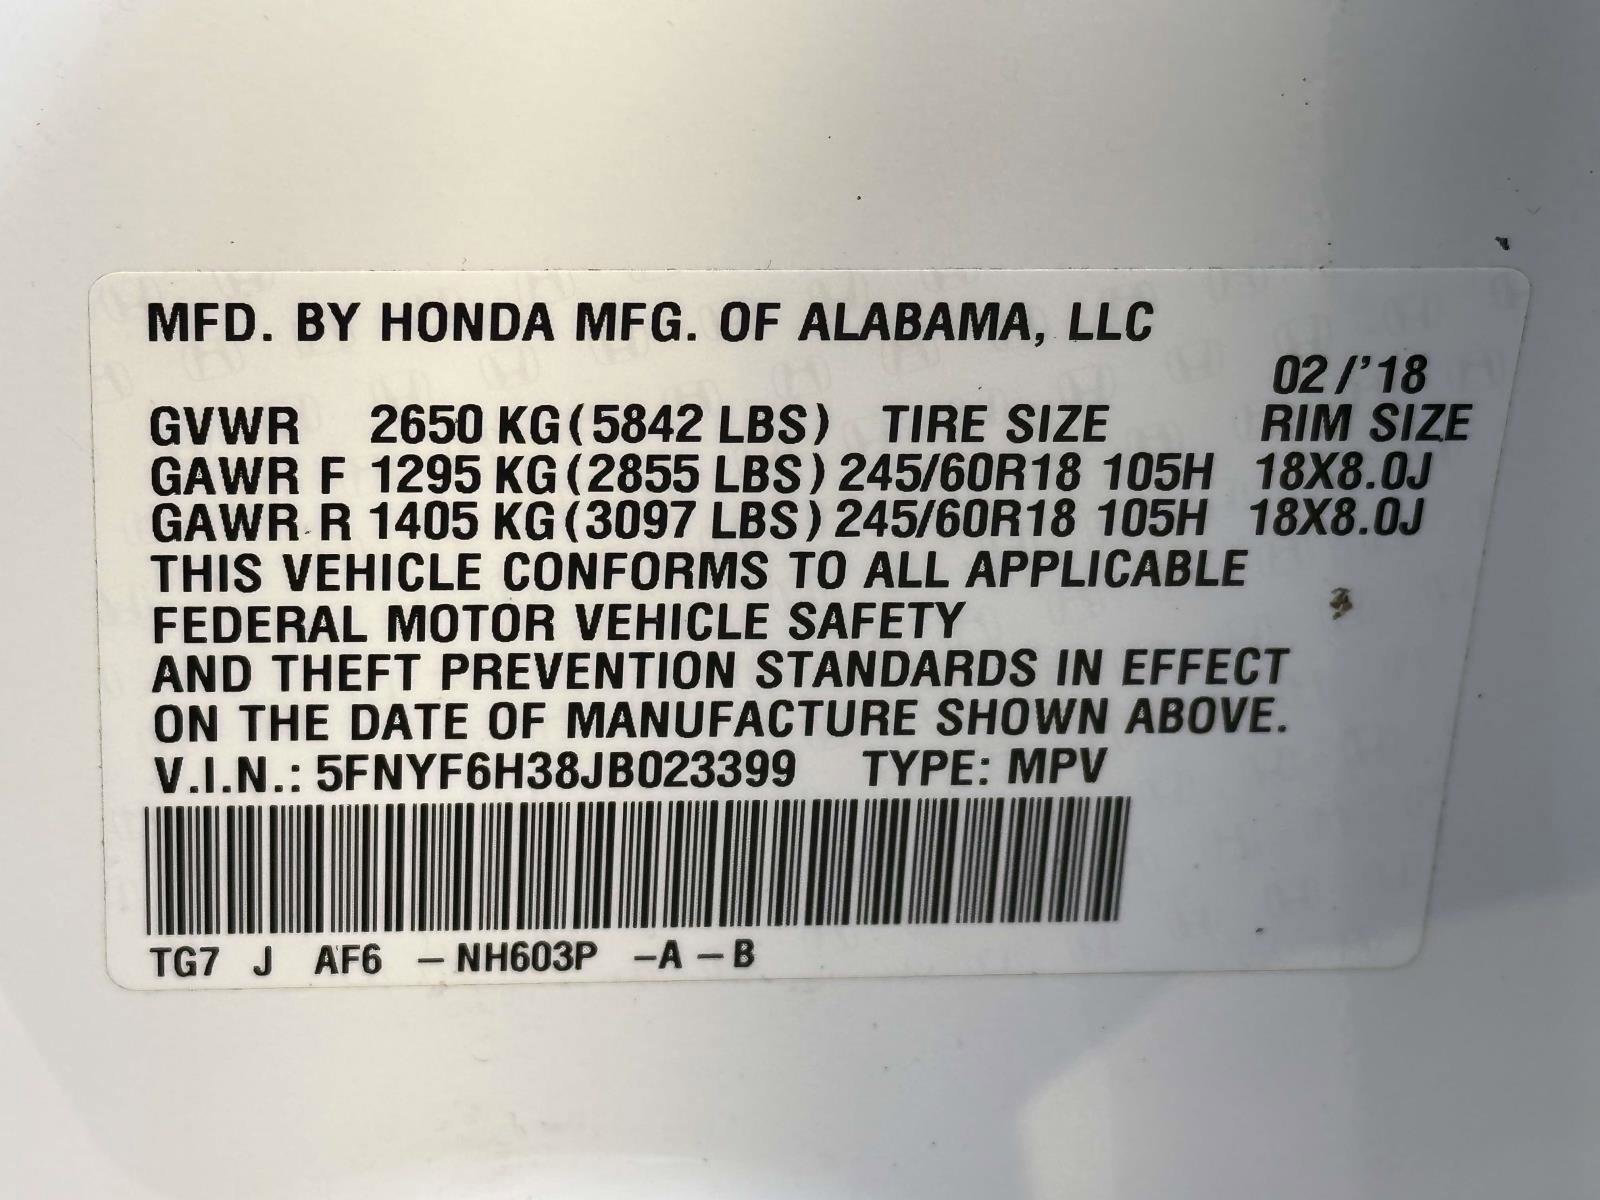 MFD. BY HONDA MFG. OF ALABAMA, LLC
02/'18
GVWR 2650 KG(5842 LBS) TIRE SIZE RIM SIZE
GAWR F 1295 KG(2855 LBS) 245/60R18 105H 18X8.0J
GAWR R 1405 KG(3097 LBS) 245/60R18 105H 18X8.0J
THIS VEHICLE CONFORMS TO ALL APPLICABLE
FEDERAL MOTOR VEHICLE SAFETY
AND THEFT PREVENTION STANDARDS IN EFFECT
ON THE DATE OF MANUFACTURE SHOWN ABOVE.
V.I.N.: 5FNYF6H38JB023399 TYPE: MPV
TG7 J AF6 -NH603P -A-B